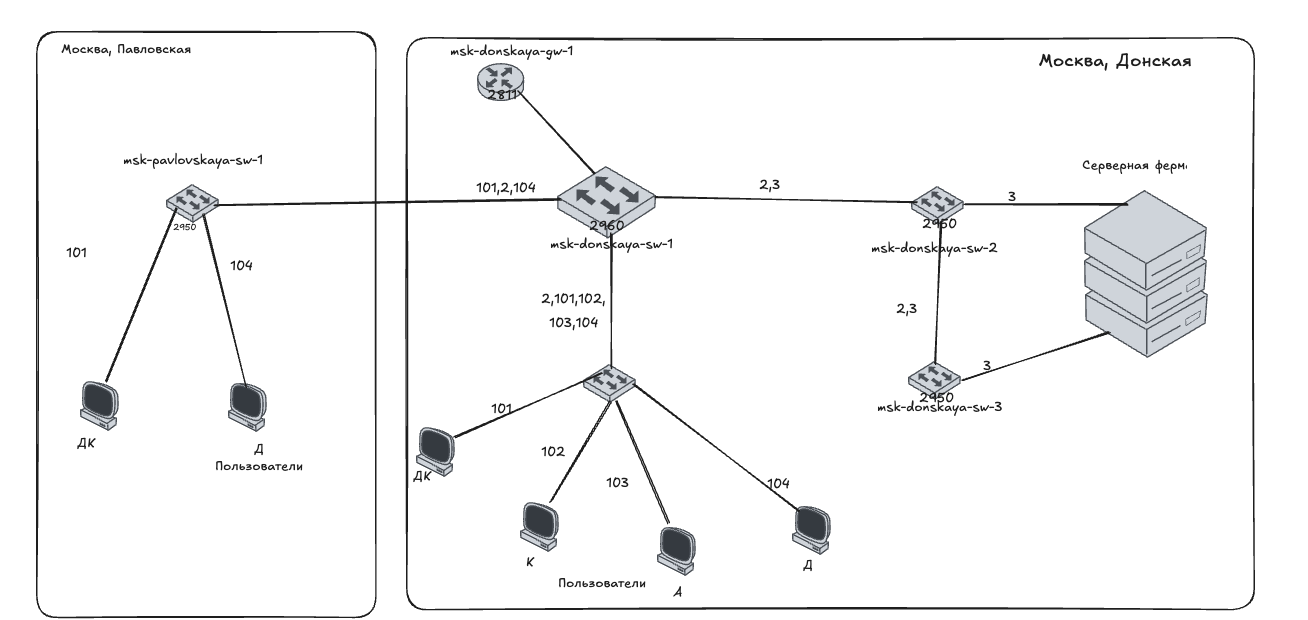 Москва, Павловская
msk-pavlovskaya-sw-1
2950
101
104
ДК
Д
Пользователи
msk-donskaya-gw-1
2811
Москва, Донская
101,2,104
2960
msk-donskaya-sw-1
2,3
2950
msk-donskaya-sw-2
3
Серверная ферм
2,101,102,
103,104
2,3
3
2950
msk-donskaya-sw-3
101
102
103
104
ДК
К
А
Д
Пользователи